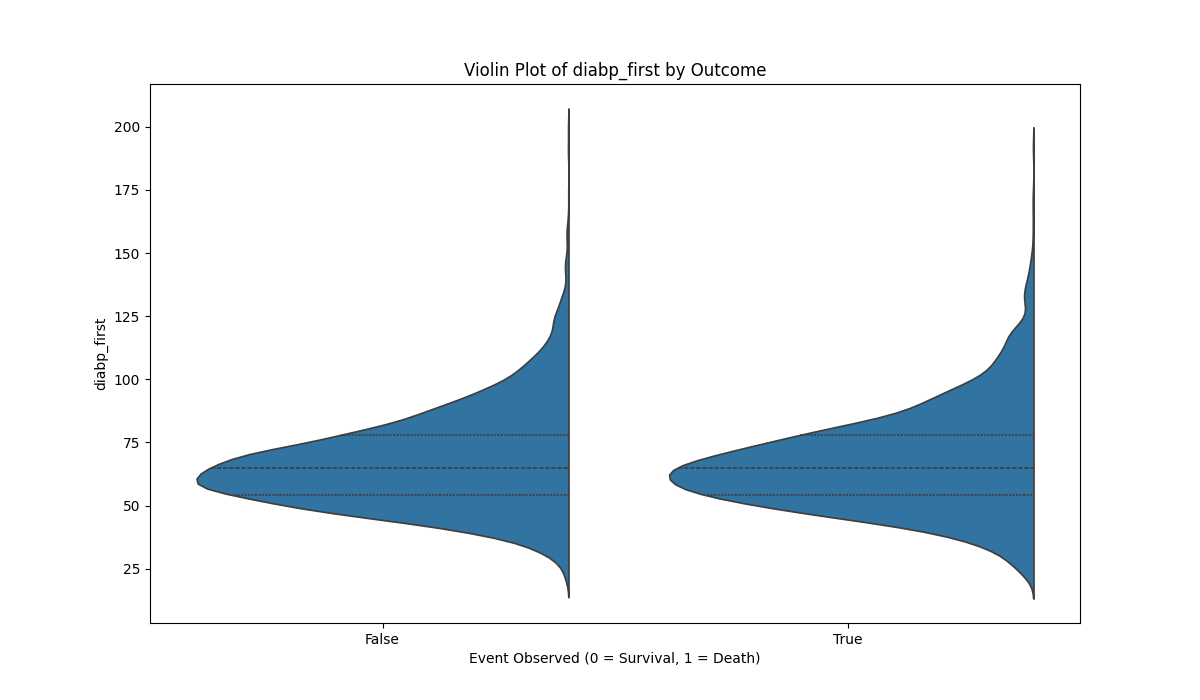 Violin Plot of diabp_first by Outcome
200
175
150
125
100
75
50
25
diabp_first
False
True
Event Observed (0 = Survival, 1 = Death)